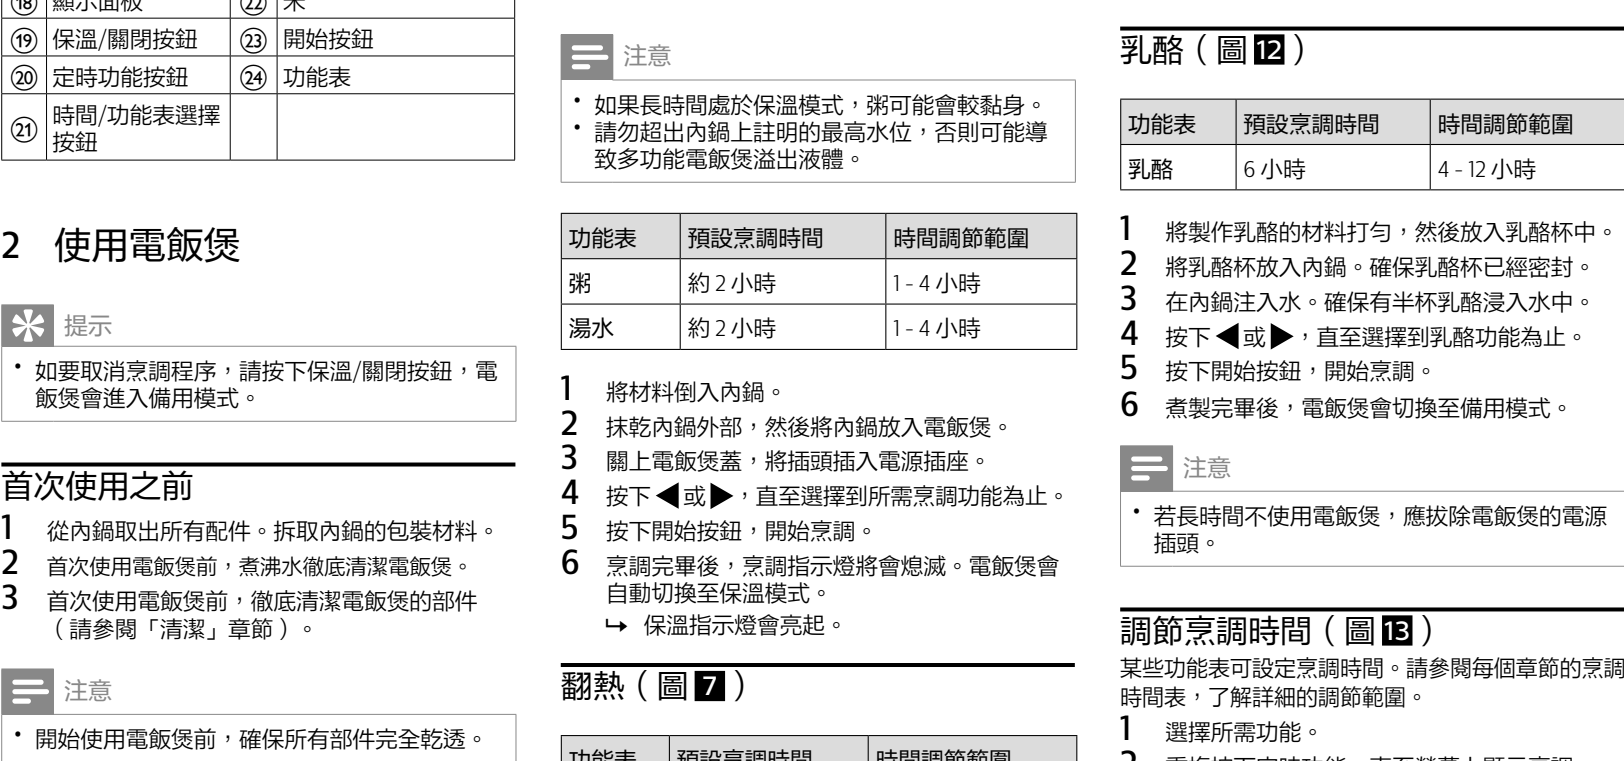 ⑱ 顯示面板 ㉒ 米
⑲ 保溫/關閉按鈕 ㉓ 開始按鈕
⑳ 定時功能按鈕 ㉔ 功能表
㉑ 時間/功能表選擇
按鈕
2 使用電飯煲
提示
• 如要取消烹調程序，請按下保溫/關閉按鈕，電
飯煲會進入備用模式。
首次使用之前
1 從內鍋取出所有配件。拆取內鍋的包裝材料。
2 首次使用電飯煲前，煮沸水徹底清潔電飯煲。
3 首次使用電飯煲前，徹底清潔電飯煲的部件
（請參閱「清潔」章節）。
注意
• 開始使用電飯煲前，確保所有部件完全乾透。
注意
• 如果長時間處於保溫模式，粥可能會較黏身。
• 請勿超出內鍋上註明的最高水位，否則可能導
致多功能電飯煲溢出液體。
功能表 預設烹調時間 時間調節範圍
粥 約 2 小時 1 - 4 小時
湯水 約 2 小時 1 - 4 小時
1 將材料倒入內鍋。
2 抹乾內鍋外部，然後將內鍋放入電飯煲。
3 關上電飯煲蓋，將插頭插入電源插座。
4 按下 ◀ 或 ▶，直至選擇到所需烹調功能為止。
5 按下開始按鈕，開始烹調。
6 烹調完畢後，烹調指示燈將會熄滅。電飯煲會
自動切換至保溫模式。
↳ 保溫指示燈會亮起。
翻熱（圖 7）
功能表 預設烹調時間 時間調節範圍
乳酪（圖 12）
功能表 預設烹調時間 時間調節範圍
乳酪 6 小時 4 - 12 小時
1 將製作乳酪的材料打勻，然後放入乳酪杯中。
2 將乳酪杯放入內鍋。確保乳酪杯已經密封。
3 在內鍋注入水。確保有半杯乳酪浸入水中。
4 按下 ◀ 或 ▶，直至選擇到乳酪功能為止。
5 按下開始按鈕，開始烹調。
6 煮製完畢後，電飯煲會切換至備用模式。
注意
• 若長時間不使用電飯煲，應拔除電飯煲的電源
插頭。
調節烹調時間（圖 13）
某些功能表可設定烹調時間。請參閱每個章節的烹調
時間表，了解詳細的調節範圍。
1 選擇所需功能。